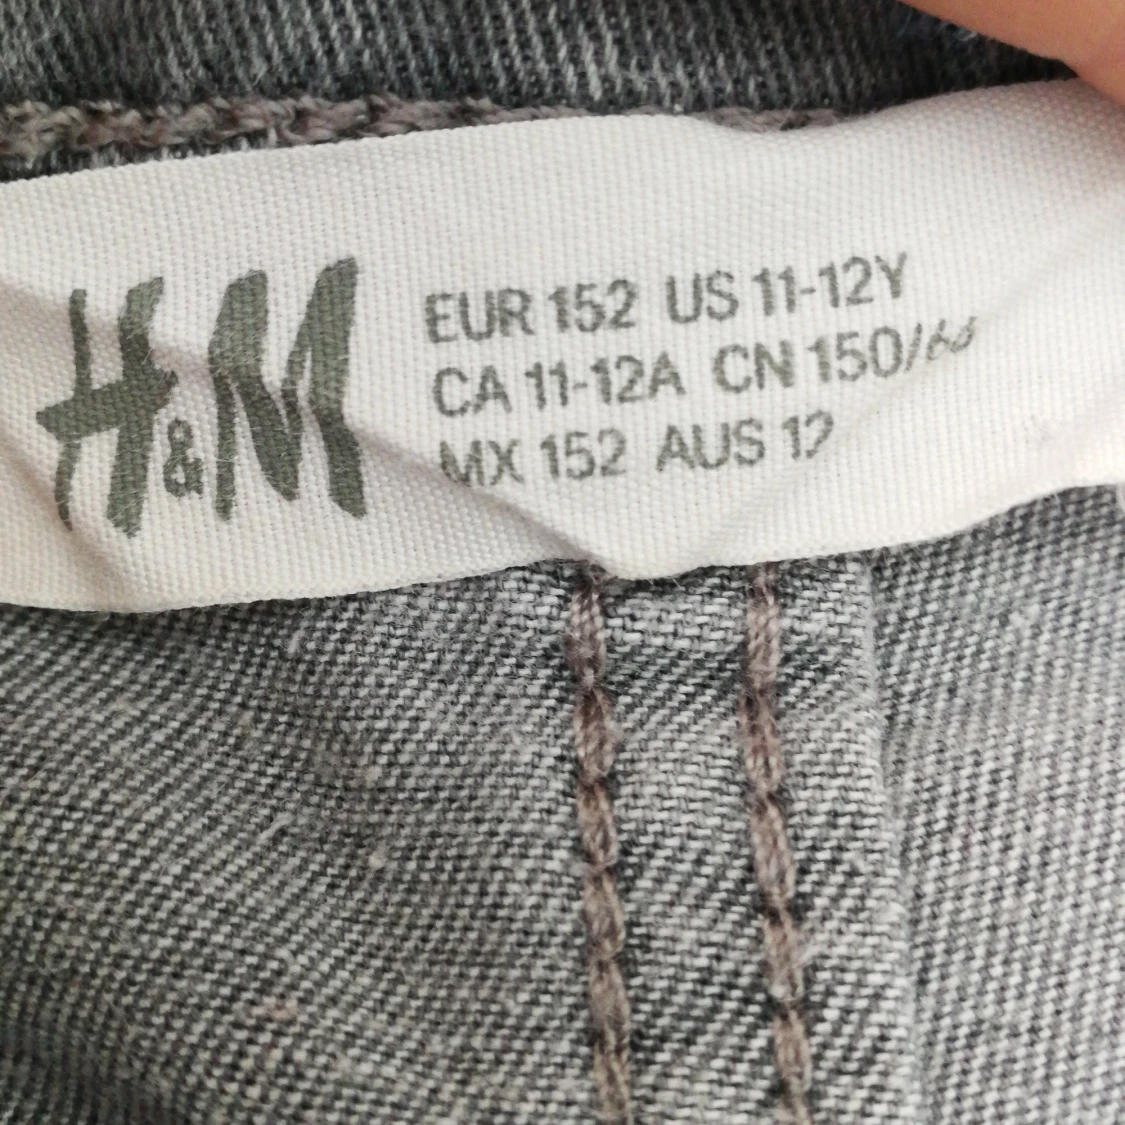 H&M
EUR 152 US 11-12Y
CA 11-12A CN 150/
MX 152 AUS 12